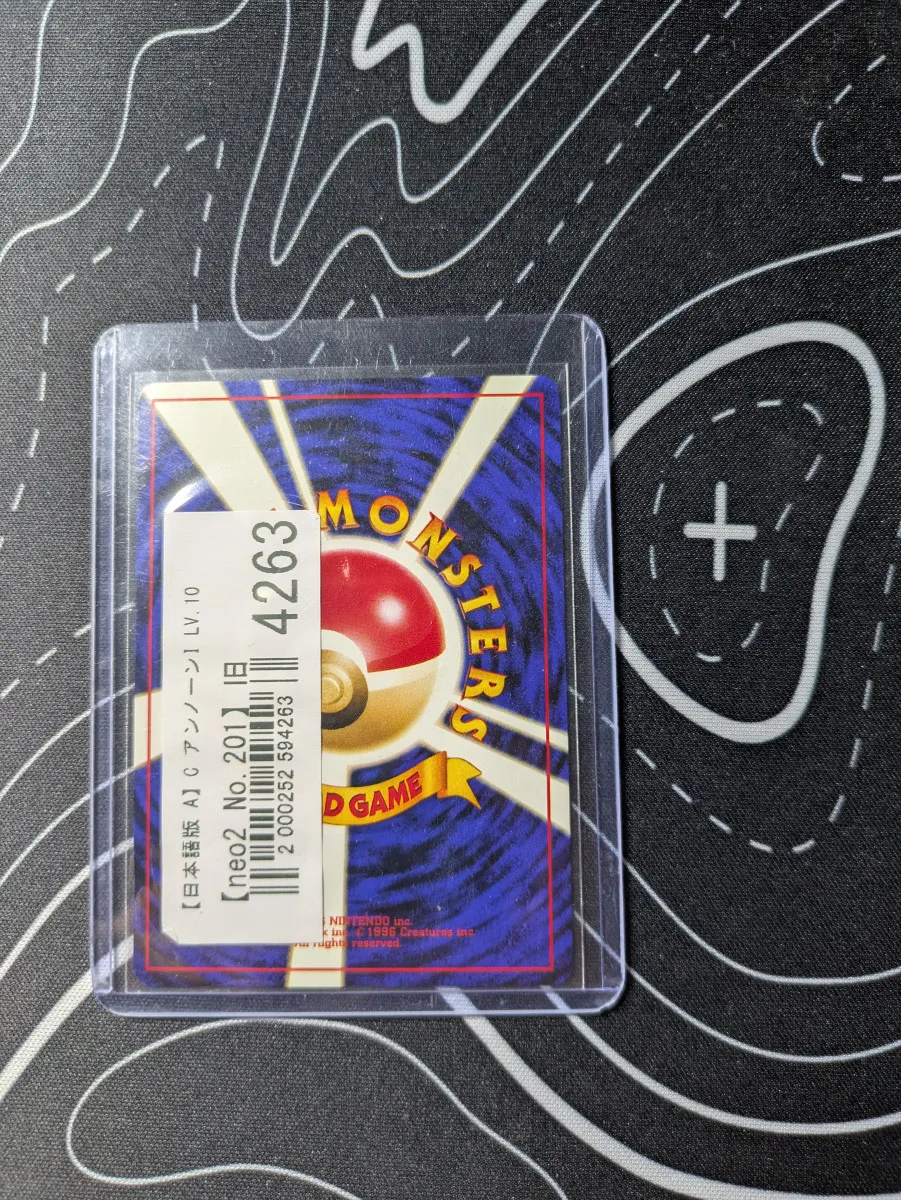 MONSTERS
D GAME
NINTENDO inc.
©1996 Creatures inc.
All rights reserved.
【日本語版 A】C アンノーンI LV.10
【neo2 No.201】旧
2 000252 594263
4263